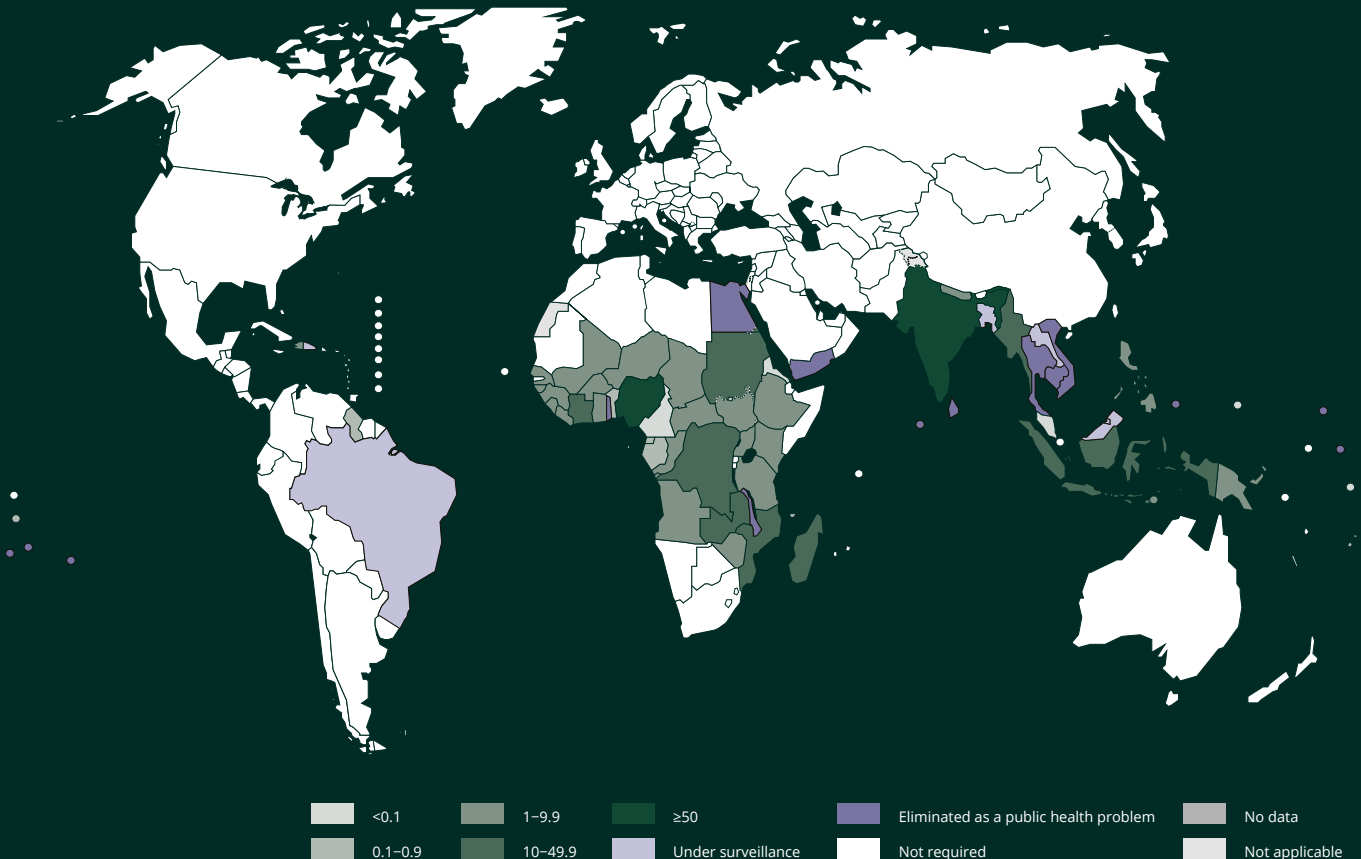 <0.1
1–9.9
≥50
Eliminated as a public health problem
No data
0.1–0.9
10–49.9
Under surveillance
Not required
Not applicable